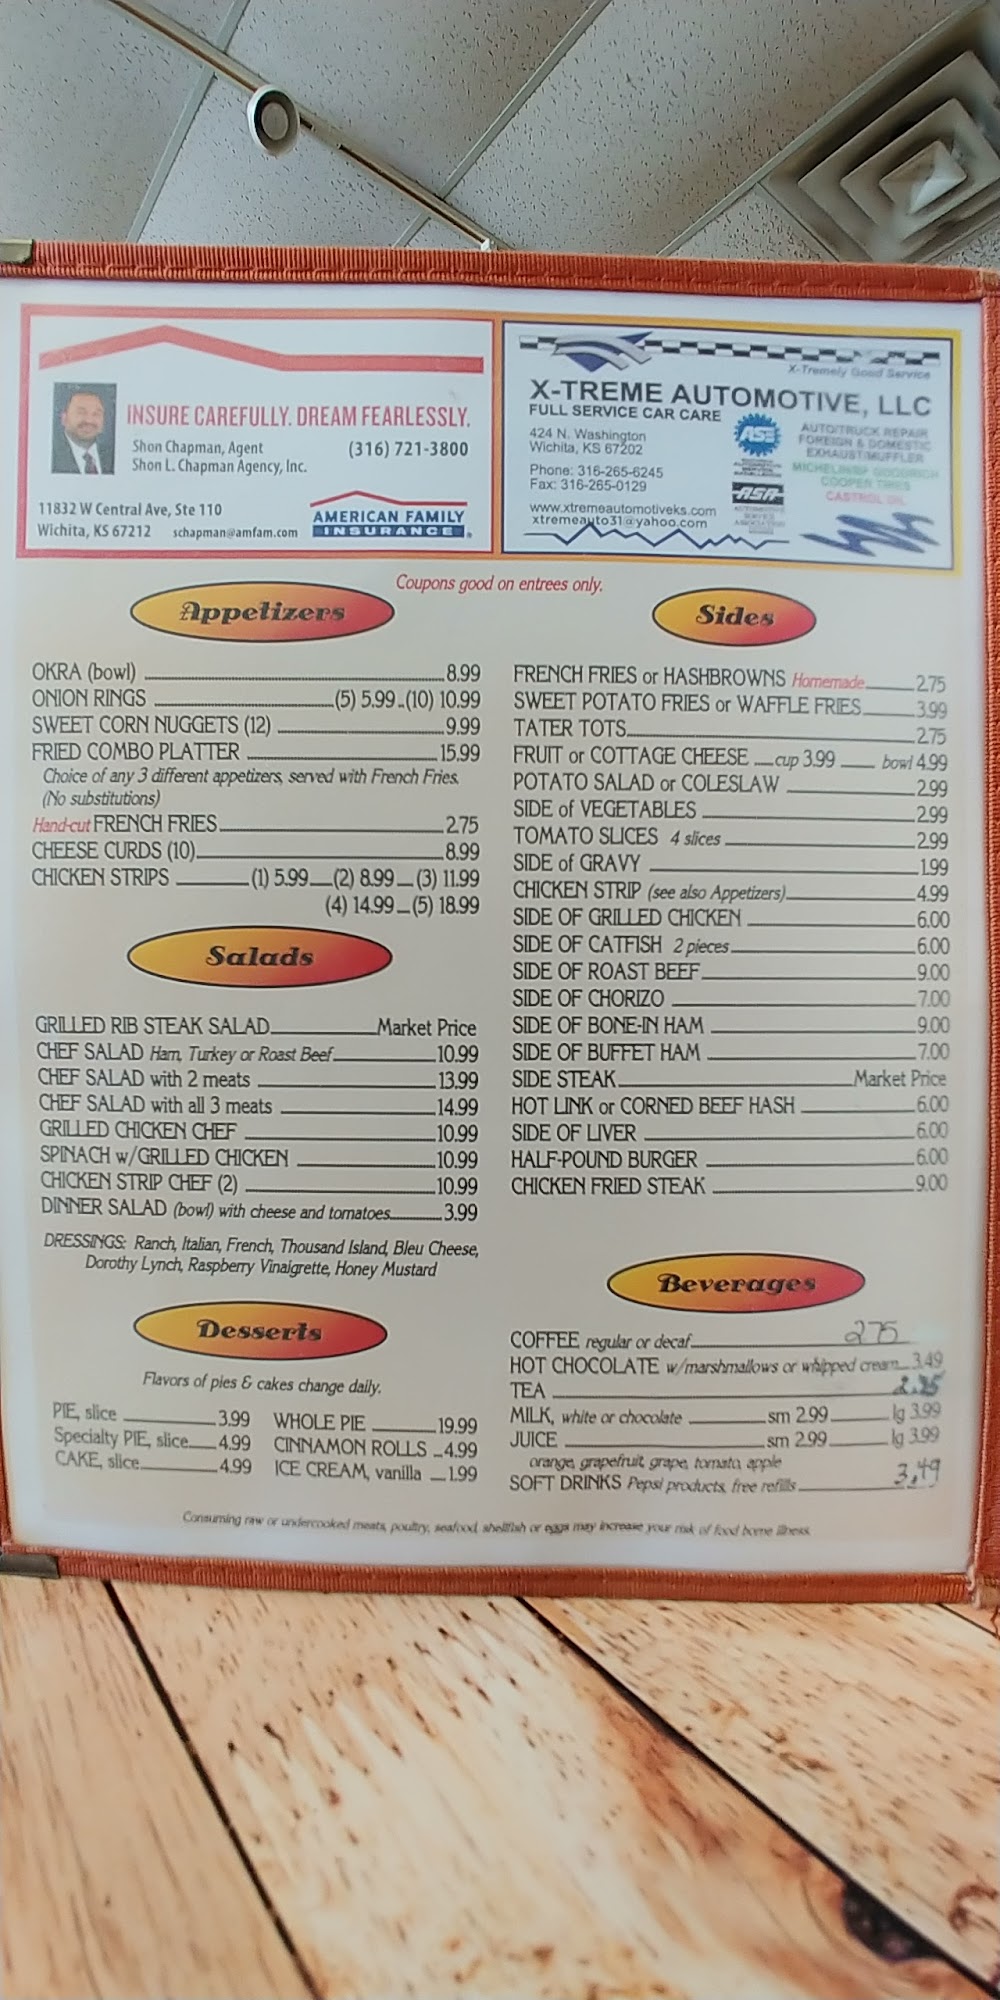 INSURE CAREFULLY. DREAM FEARLESSLY.
Shon Chapman, Agent (316) 721-3800
Shon L. Chapman Agency, Inc.
11832 W Central Ave, Ste 110
Wichita, KS 67212 schapman@amfam.com
AMERICAN FAMILY
INSURANCE
X-Tremely Good Service
X-TREME AUTOMOTIVE, LLC
FULL SERVICE CAR CARE
424 N. Washington
Wichita, KS 67202
Phone: 316-265-6245
Fax: 316-265-0129
www.xtremeautomotiveks.com
xtremeauto31@yahoo.com
ASE
ASA
AUTOMOTIVE
SERVICE
ASSOCIATION
AUTO/TRUCK REPAIR
FOREIGN & DOMESTIC
EXHAUST/MUFFLER
MICHELIN/BF GOODRICH
COOPER TIRES
CASTROL OIL
Coupons good on entrees only.
Appetizers
OKRA (bowl) 8.99
ONION RINGS (5) 5.99 (10) 10.99
SWEET CORN NUGGETS (12) 9.99
FRIED COMBO PLATTER 15.99
Choice of any 3 different appetizers, served with French Fries.
(No substitutions)
Hand-cut FRENCH FRIES 2.75
CHEESE CURDS (10) 8.99
CHICKEN STRIPS (1) 5.99 (2) 8.99 (3) 11.99
(4) 14.99 (5) 18.99
Salads
GRILLED RIB STEAK SALAD Market Price
CHEF SALAD Ham, Turkey or Roast Beef 10.99
CHEF SALAD with 2 meats 13.99
CHEF SALAD with all 3 meats 14.99
GRILLED CHICKEN CHEF 10.99
SPINACH w/GRILLED CHICKEN 10.99
CHICKEN STRIP CHEF (2) 10.99
DINNER SALAD (bowl) with cheese and tomatoes 3.99
DRESSINGS: Ranch, Italian, French, Thousand Island, Bleu Cheese,
Dorothy Lynch, Raspberry Vinaigrette, Honey Mustard
Desserts
Flavors of pies & cakes change daily.
PIE, slice 3.99 WHOLE PIE 19.99
Specialty PIE, slice 4.99 CINNAMON ROLLS 4.99
CAKE, slice 4.99 ICE CREAM, vanilla 1.99
Sides
FRENCH FRIES or HASHBROWNS Homemade 2.75
SWEET POTATO FRIES or WAFFLE FRIES 3.99
TATER TOTS 2.75
FRUIT or COTTAGE CHEESE cup 3.99 bowl 4.99
POTATO SALAD or COLESLAW 2.99
SIDE of VEGETABLES 2.99
TOMATO SLICES 4 slices 2.99
SIDE of GRAVY 1.99
CHICKEN STRIP (see also Appetizers) 4.99
SIDE OF GRILLED CHICKEN 6.00
SIDE OF CATFISH 2 pieces 6.00
SIDE OF ROAST BEEF 9.00
SIDE OF CHORIZO 7.00
SIDE OF BONE-IN HAM 9.00
SIDE OF BUFFET HAM 7.00
SIDE STEAK Market Price
HOT LINK or CORNED BEEF HASH 6.00
SIDE OF LIVER 6.00
HALF-POUND BURGER 6.00
CHICKEN FRIED STEAK 9.00
Beverages
COFFEE regular or decaf 2.75
HOT CHOCOLATE w/marshmallows or whipped cream 3.49
TEA
MILK, white or chocolate sm 2.99 lg 3.99
JUICE sm 2.99 lg 3.99
orange, grapefruit, grape, tomato, apple
SOFT DRINKS Pepsi products, free refills 3.49
Consuming raw or undercooked meats, poultry, seafood, shellfish or eggs may increase your risk of food borne illness.